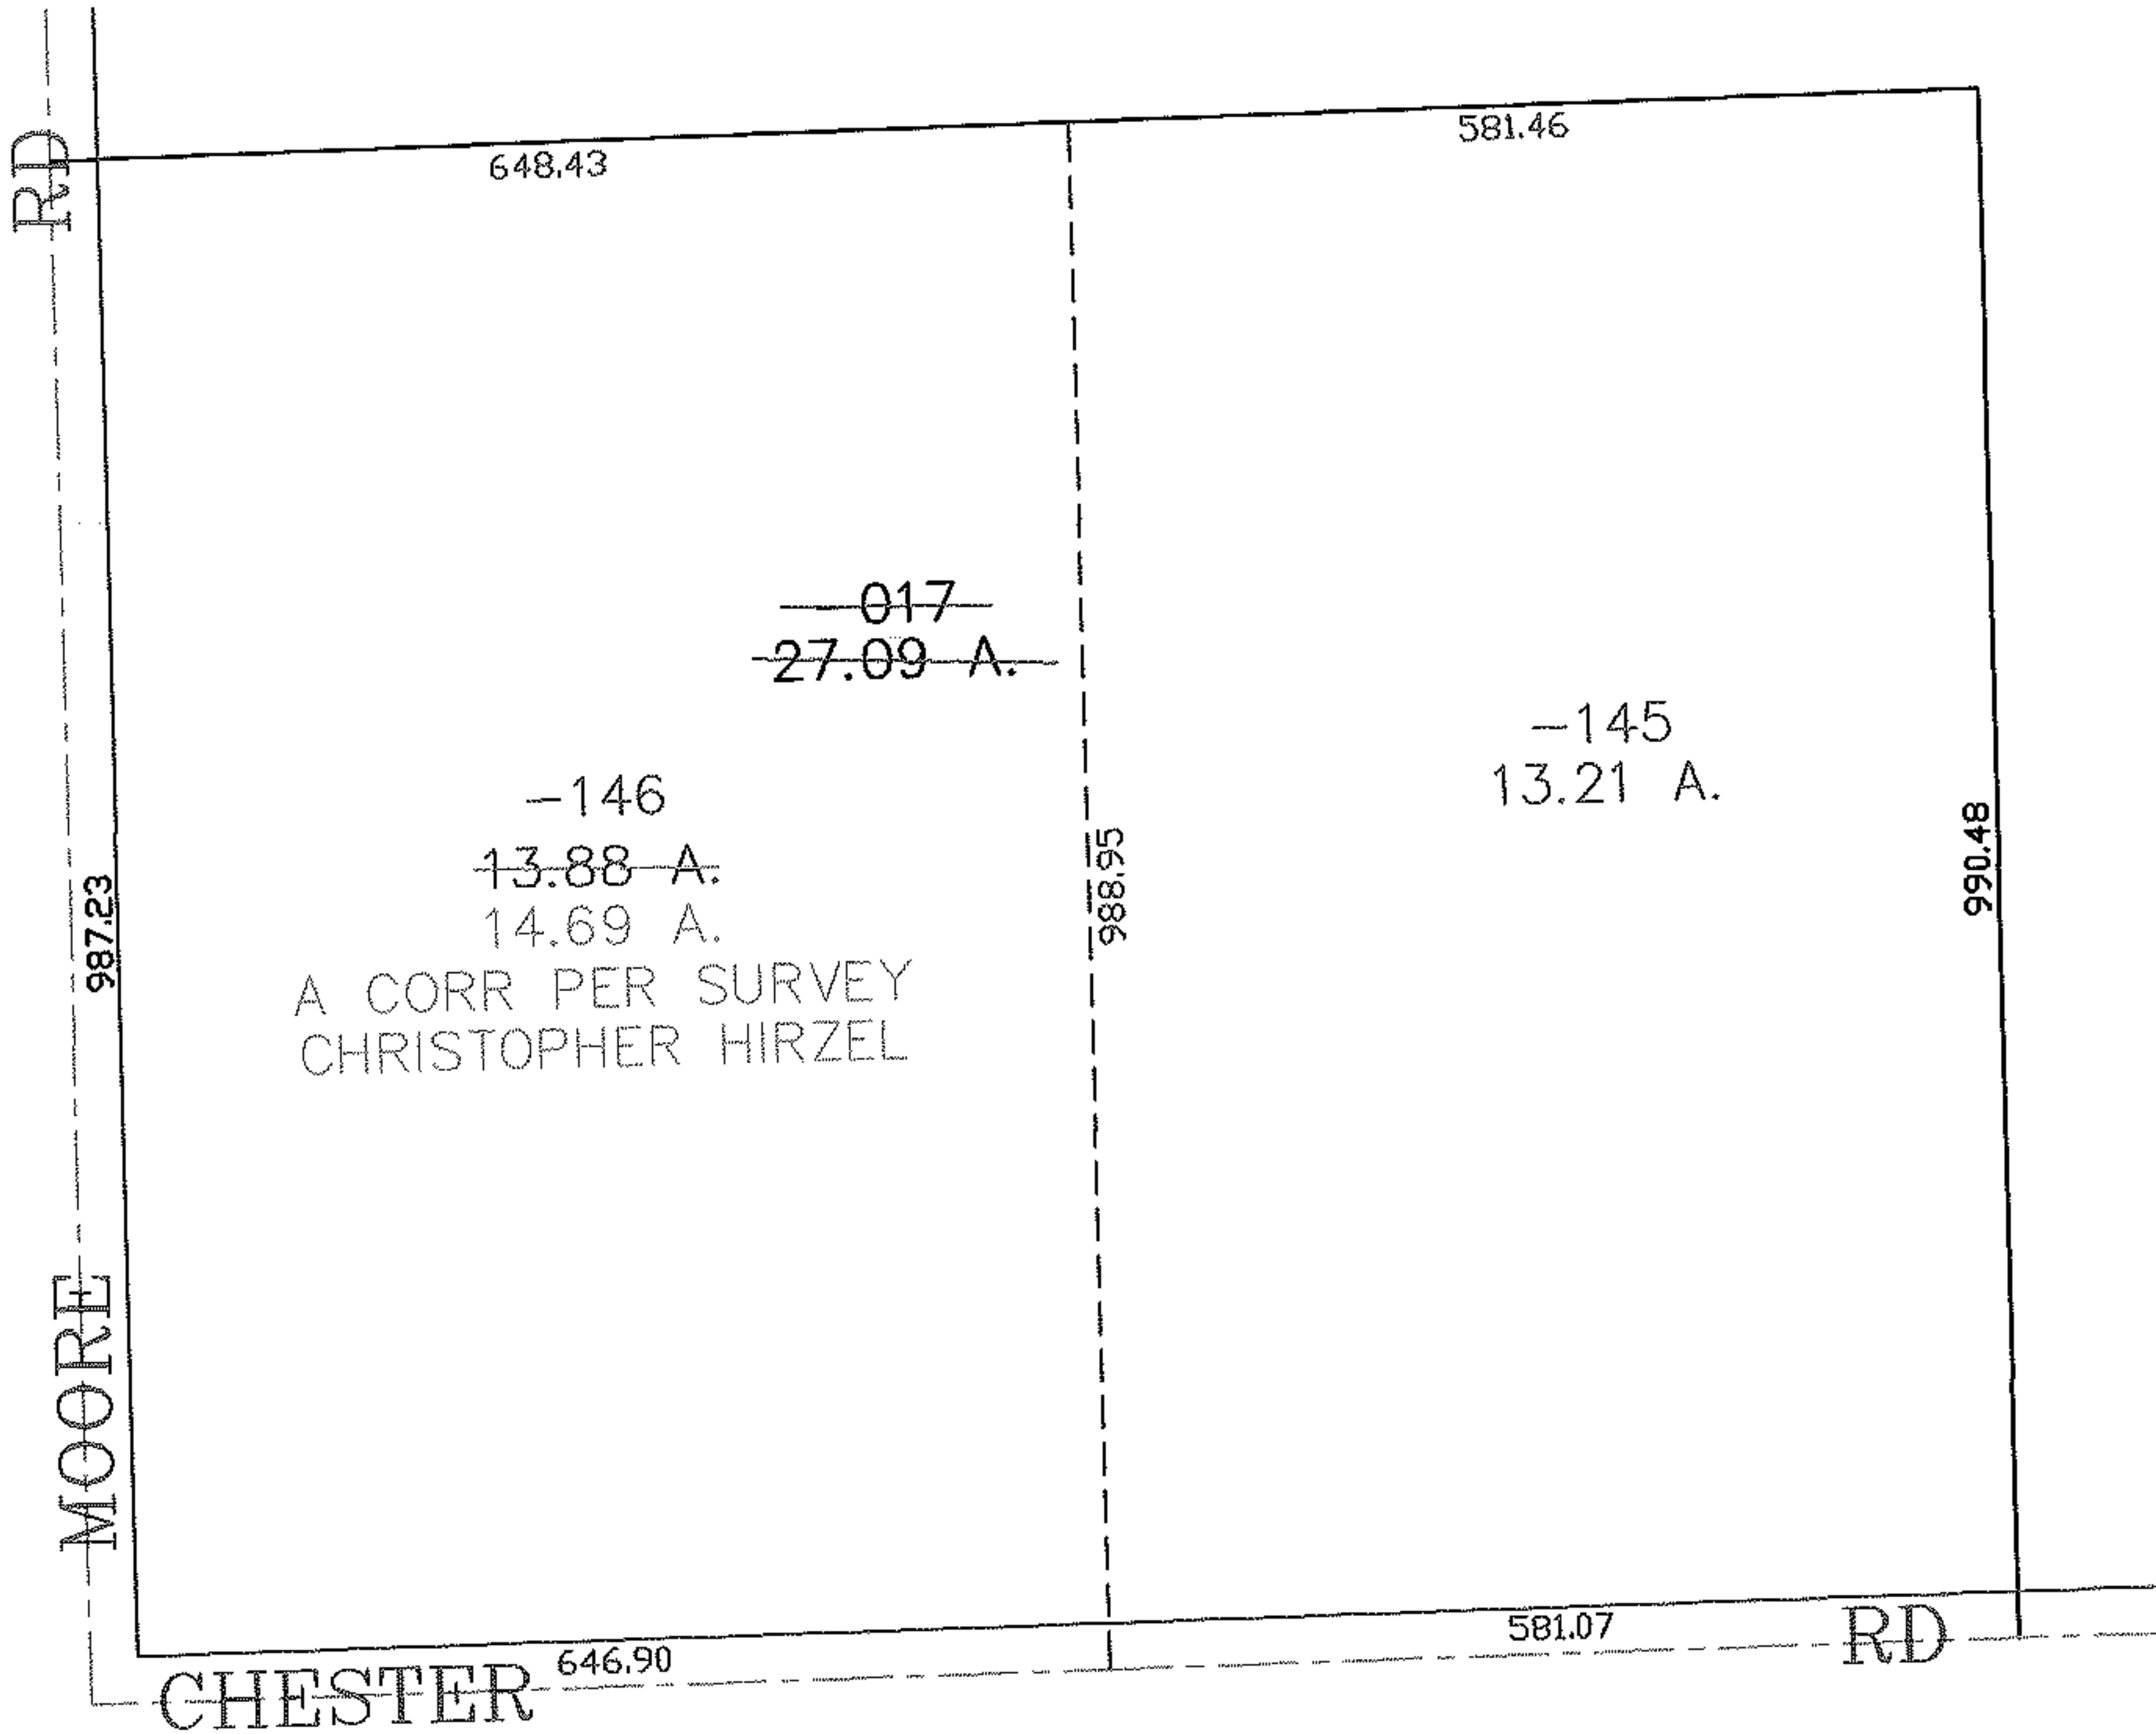 RD
648.43
581.46
-017
27.09 A.
-145
13.21 A.
-146
13.88 A.
14.69 A.
A CORR PER SURVEY
CHRISTOPHER HIRZEL
987.23
988.95
990.48
MOORE
646.90
581.07
CHESTER
RD